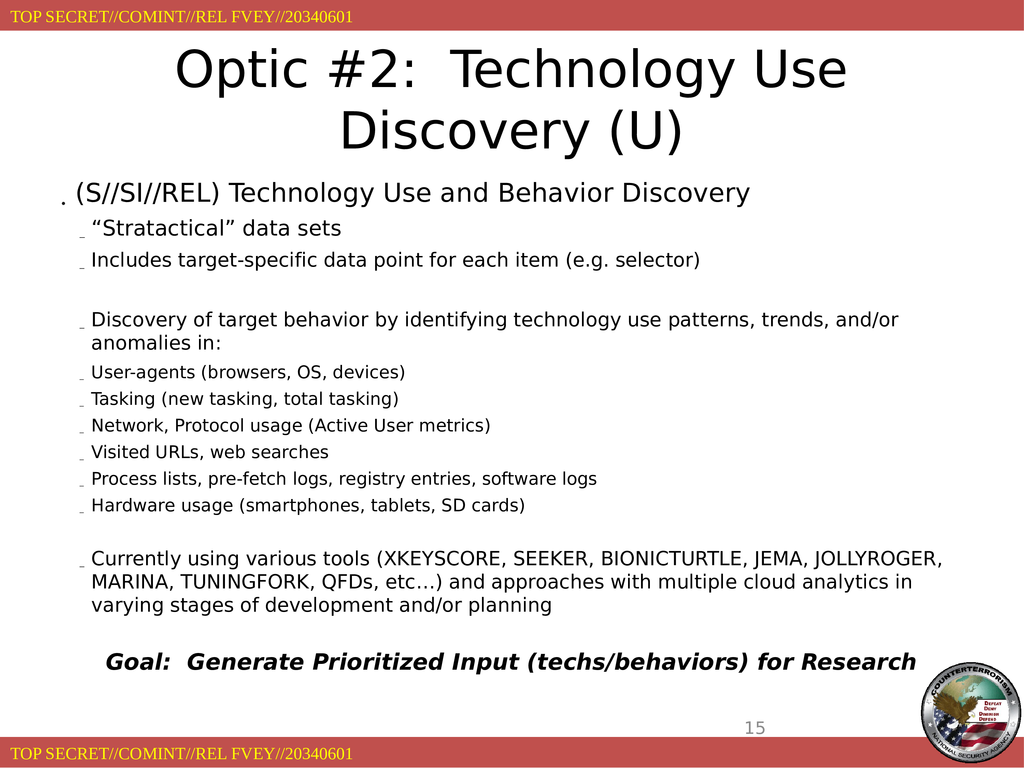 TOP SECRET//COMINT//REL FVEY//20340601
Optic #2:  Technology Use
Discovery (U)
. (S//SI//REL) Technology Use and Behavior Discovery
– “Stratactical” data sets
– Includes target-specific data point for each item (e.g. selector)
– Discovery of target behavior by identifying technology use patterns, trends, and/or
anomalies in:
– User-agents (browsers, OS, devices)
– Tasking (new tasking, total tasking)
– Network, Protocol usage (Active User metrics)
– Visited URLs, web searches
– Process lists, pre-fetch logs, registry entries, software logs
– Hardware usage (smartphones, tablets, SD cards)
– Currently using various tools (XKEYSCORE, SEEKER, BIONICTURTLE, JEMA, JOLLYROGER,
MARINA, TUNINGFORK, QFDs, etc…) and approaches with multiple cloud analytics in
varying stages of development and/or planning
Goal:  Generate Prioritized Input (techs/behaviors) for Research
COUNTERTERRORISM
DEFEAT
DENY
DIMINISH
DEFEND
NATIONAL SECURITY AGENCY
15
TOP SECRET//COMINT//REL FVEY//20340601